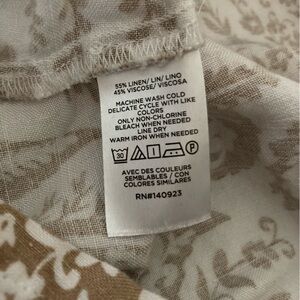 55% LINEN/ LIN/ LINO
45% VISCOSE/ VISCOSA
MACHINE WASH COLD
DELICATE CYCLE WITH LIKE
COLORS
ONLY NON-CHLORINE
BLEACH WHEN NEEDED
LINE DRY
WARM IRON WHEN NEEDED
30 P
AVEC DES COULEURS
SEMBLABLES / CON
COLORES SIMILARES
RN#140923